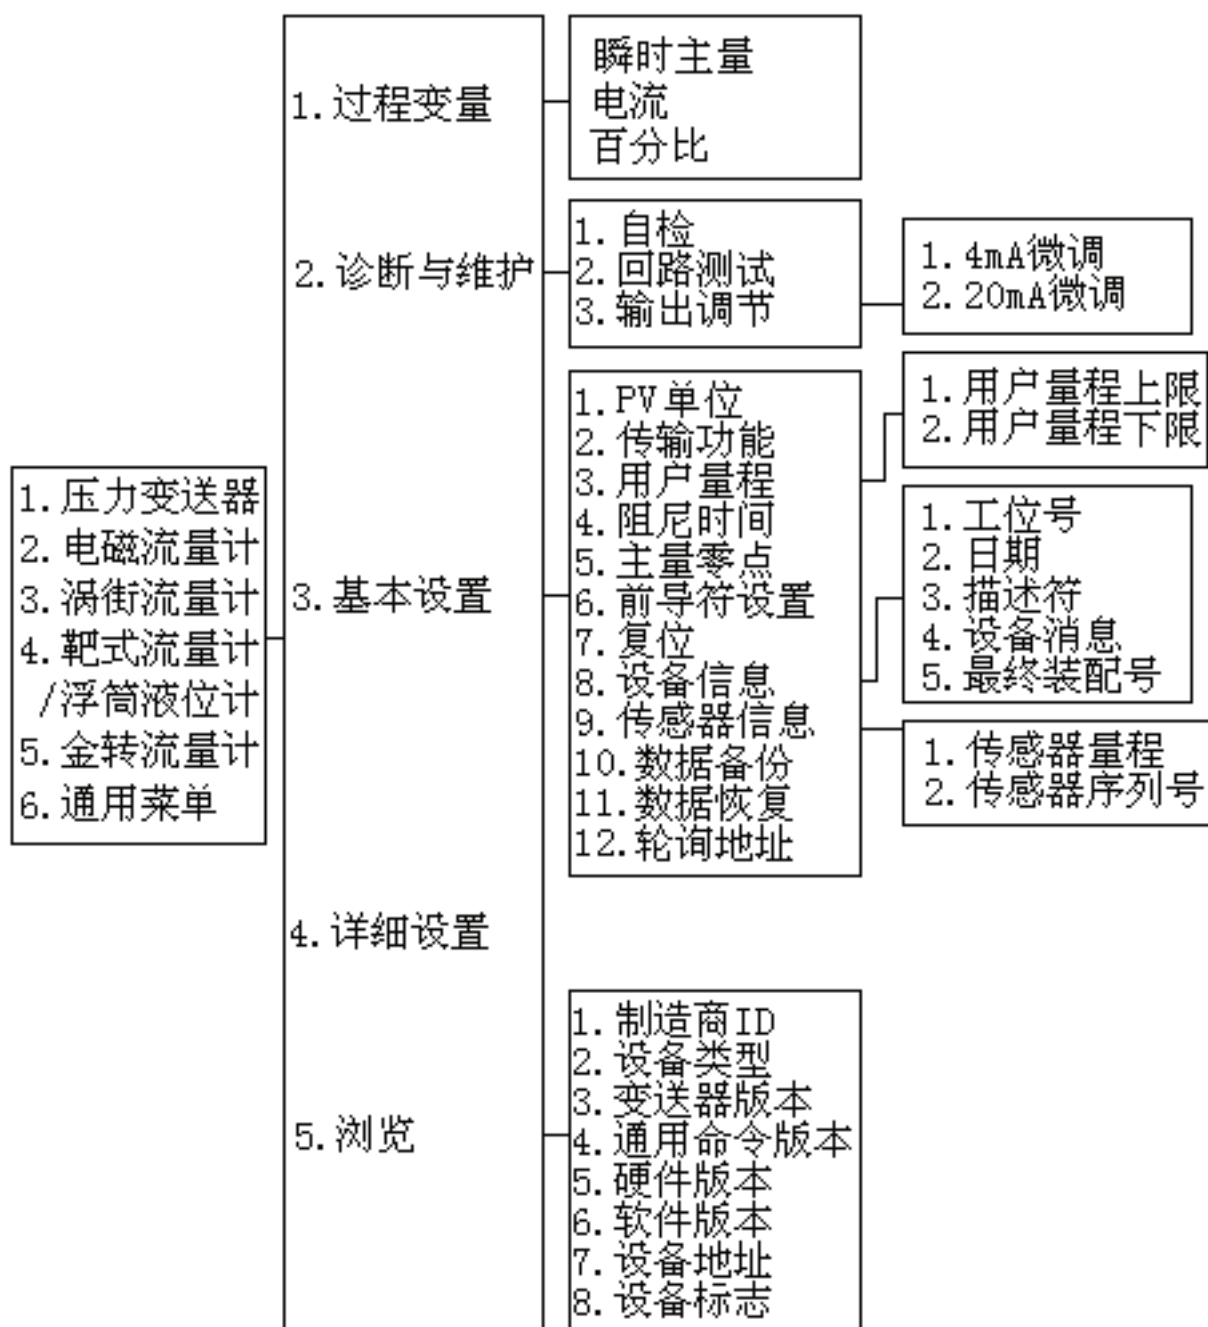 1.压力变送器
2.电磁流量计
3.涡街流量计
4.靶式流量计
/浮筒液位计
5.金转流量计
6.通用菜单
1.过程变量
2.诊断与维护
3.基本设置
4.详细设置
5.浏览
瞬时主量
电流
百分比
1.自检
2.回路测试
3.输出调节
1.4mA微调
2.20mA微调
1.PV单位
2.传输功能
3.用户量程
4.阻尼时间
5.主量零点
6.前导符设置
7.复位
8.设备信息
9.传感器信息
10.数据备份
11.数据恢复
12.轮询地址
1.用户量程上限
2.用户量程下限
1.工位号
2.日期
3.描述符
4.设备消息
5.最终装配号
1.传感器量程
2.传感器序列号
1.制造商ID
2.设备类型
3.变送器版本
4.通用命令版本
5.硬件版本
6.软件版本
7.设备地址
8.设备标志